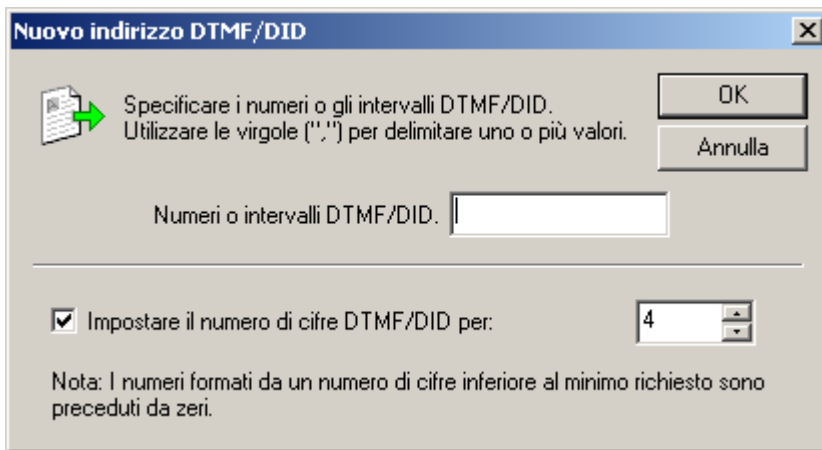 Nuovo indirizzo DTMF/DID
Specificare i numeri o gli intervalli DTMF/DID.
Utilizzare le virgole (",") per delimitare uno o più valori.
OK
Annulla
Numeri o intervalli DTMF/DID.
Impostare il numero di cifre DTMF/DID per: 4
Nota: I numeri formati da un numero di cifre inferiore al minimo richiesto sono
preceduti da zeri.